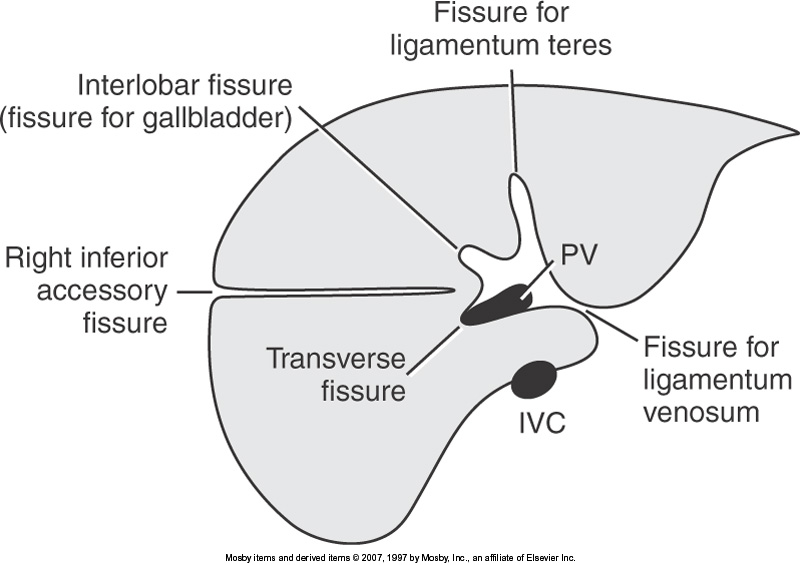 Fissure for
ligamentum teres
Interlobar fissure
(fissure for gallbladder)
PV
Right inferior
accessory
fissure
Transverse
fissure
Fissure for
ligamentum
venosum
IVC
Mosby items and derived items © 2007, 1997 by Mosby, Inc., an affiliate of Elsevier Inc.